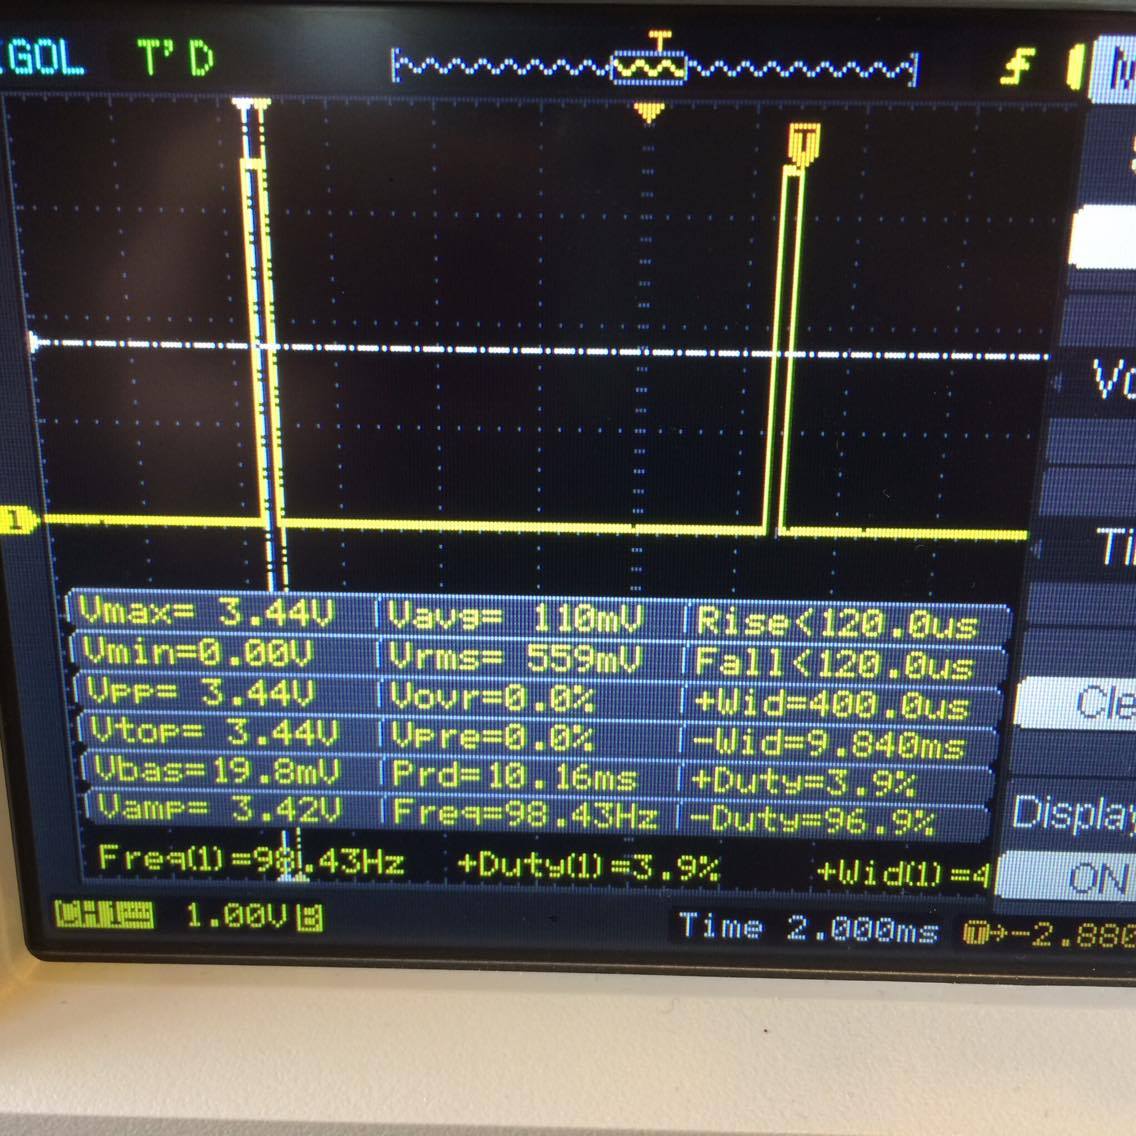 IGOL T'D
T
T
1
Vo
Ti
Vmax= 3.44V Vavg= 110mV Rise<120.0us
Vmin=0.00V Vrms= 559mV Fall<120.0us
Vpp= 3.44V Vovr=0.0% +Wid=400.0us
Vtop= 3.44V Vpre=0.0% -Wid=9.840ms
Vbas=19.8mV Prd=10.16ms +Duty=3.9%
Vamp= 3.42V Freq=98.43Hz -Duty=96.9%
Cle
Display
Freq(1)=98.43Hz +Duty(1)=3.9% +Wid(1)=4
ON
CH1 1.00V B Time 2.000ms T→-2.880